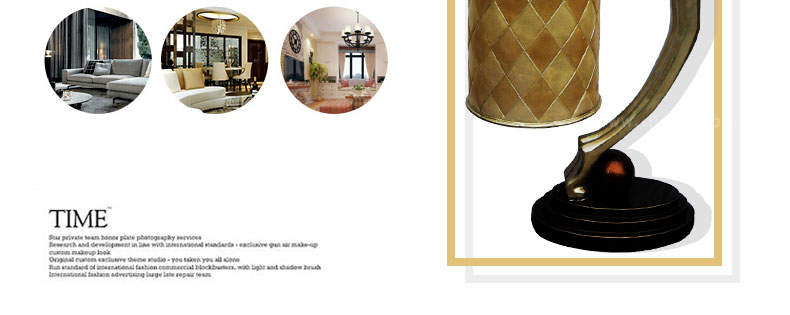 TIME™
Star private team honor plate photography services
Research and development in line with international standards - exclusive gun air make-up
custom makeup look
Original custom exclusive theme studio - you taken you all alone
Run standard of international fashion commercial blockbusters, with light and shadow brush
International fashion advertising large late repair team